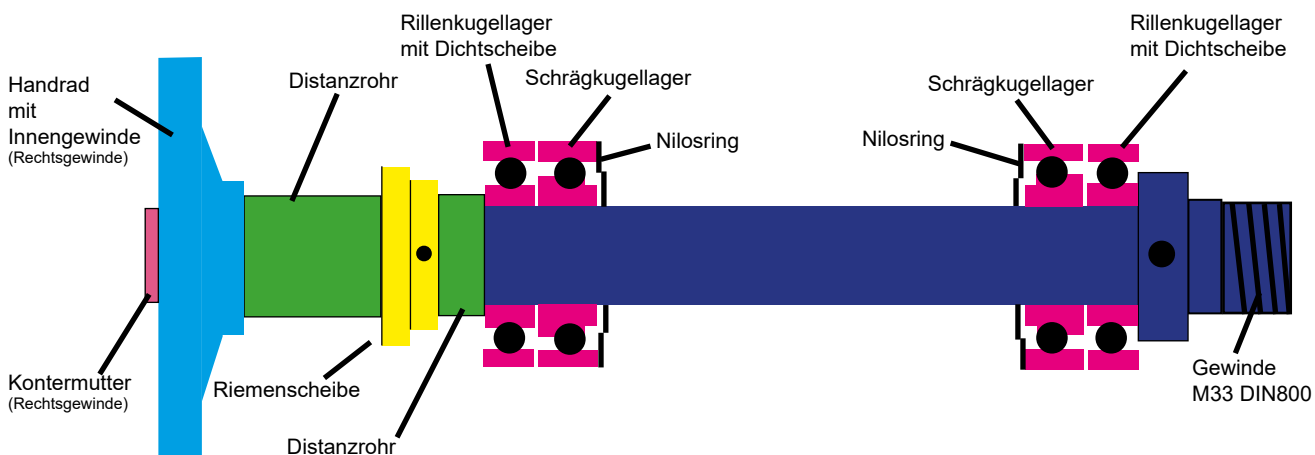 Rillenkugellager
mit Dichtscheibe
Rillenkugellager
mit Dichtscheibe
Handrad
mit
Innengewinde
(Rechtsgewinde)
Distanzrohr
Schrägkugellager
Schrägkugellager
Nilosring
Nilosring
Kontermutter
(Rechtsgewinde)
Riemenscheibe
Distanzrohr
Gewinde
M33 DIN800